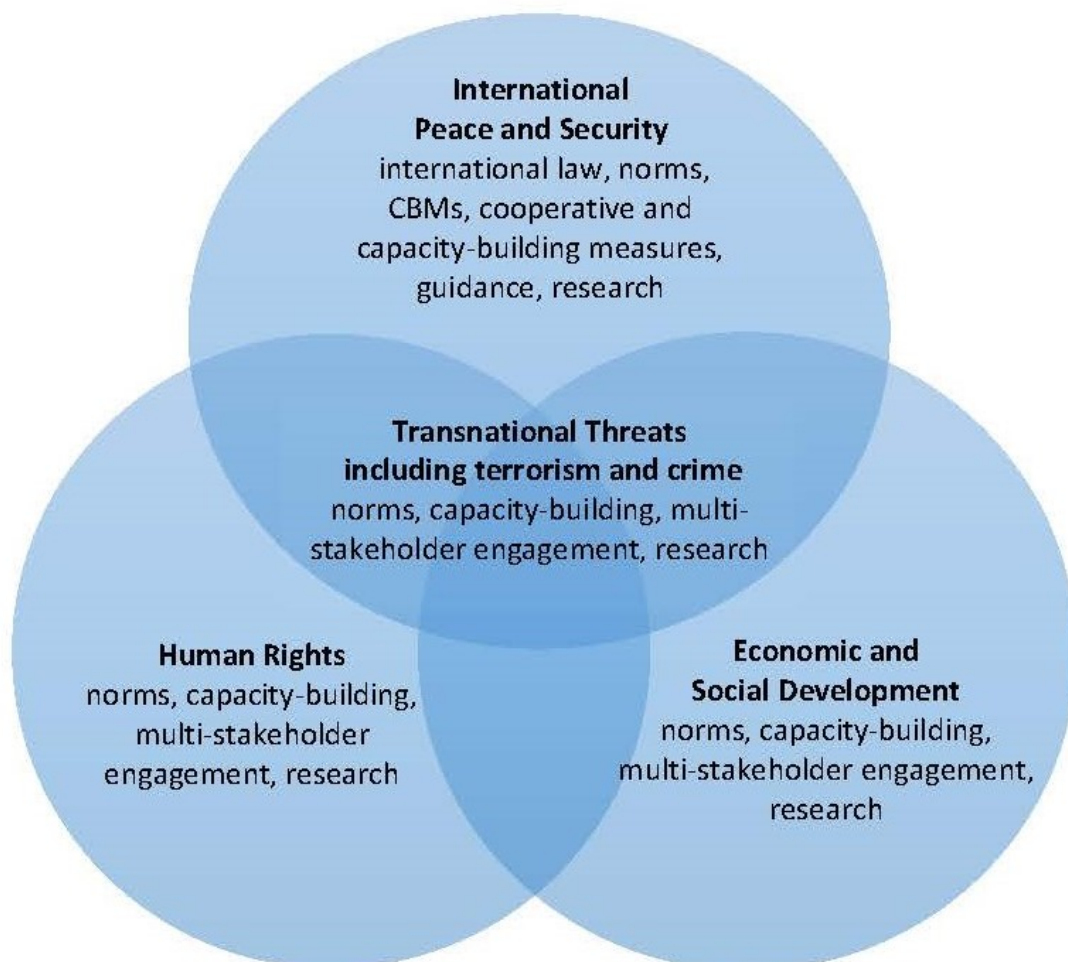 International
Peace and Security
international law, norms,
CBMs, cooperative and
capacity-building measures,
guidance, research
Transnational Threats
including terrorism and crime
norms, capacity-building, multi-
stakeholder engagement, research
Human Rights
norms, capacity-building,
multi-stakeholder
engagement, research
Economic and
Social Development
norms, capacity-building,
multi-stakeholder engagement,
research